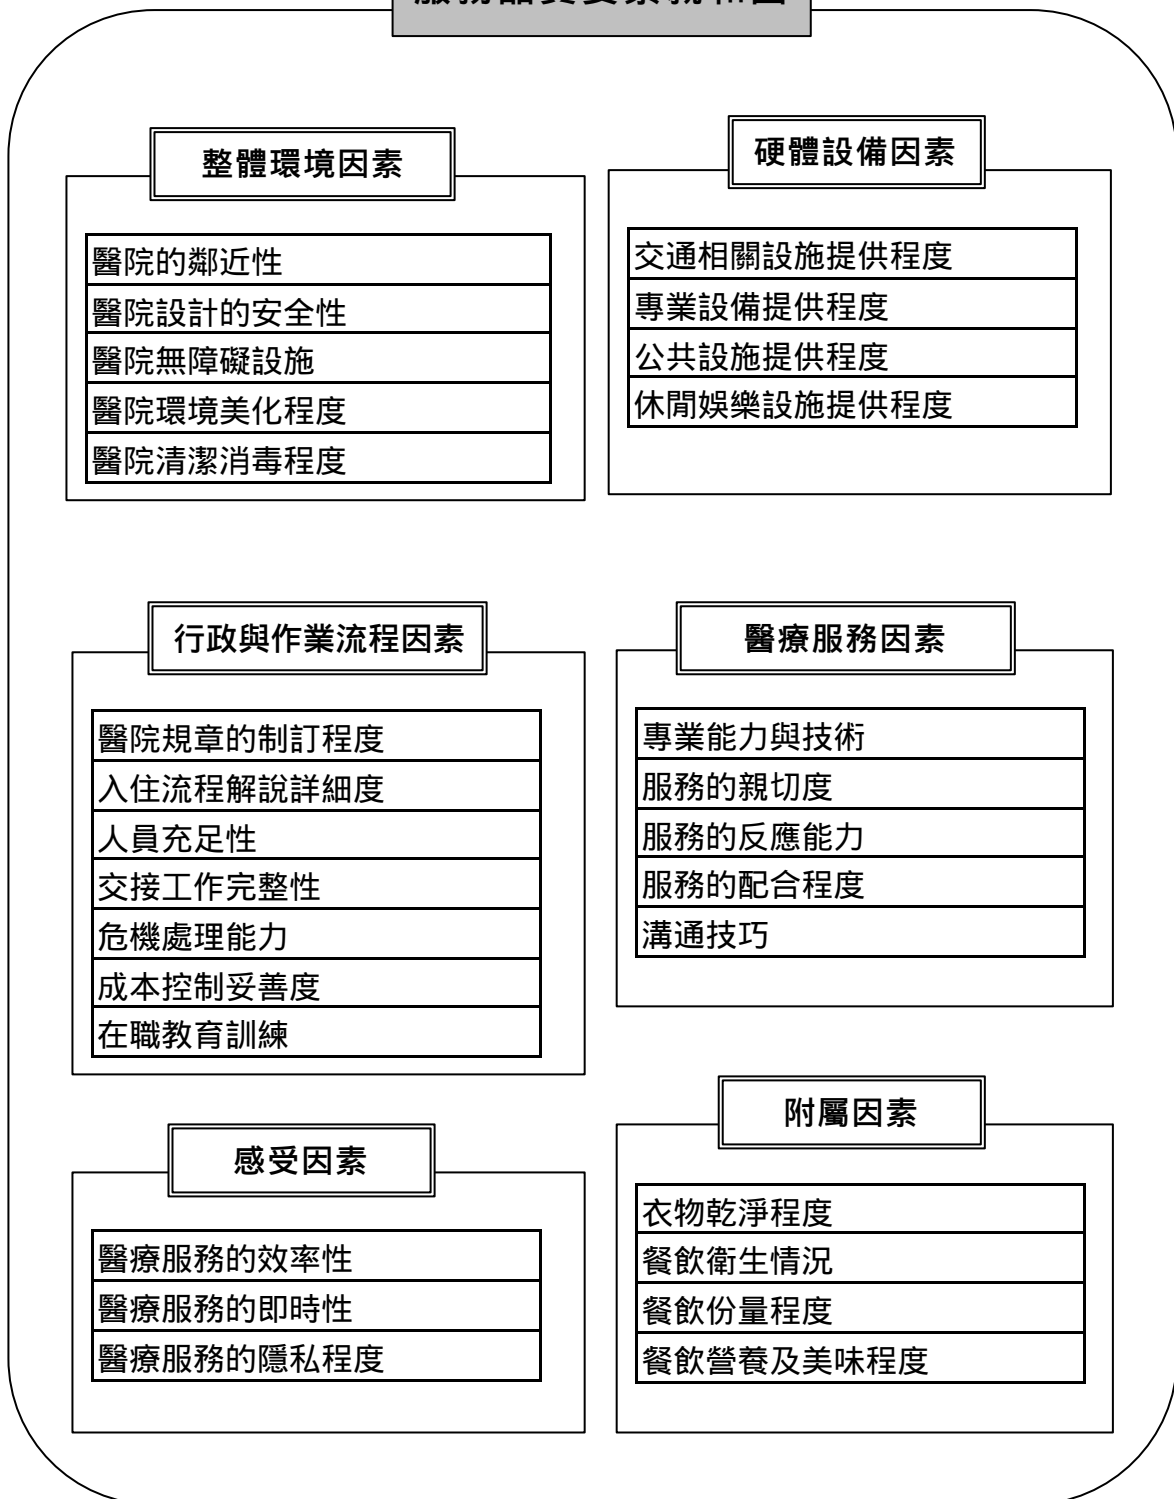 整體環境因素
醫院的鄰近性
醫院設計的安全性
醫院無障礙設施
醫院環境美化程度
醫院清潔消毒程度
硬體設備因素
交通相關設施提供程度
專業設備提供程度
公共設施提供程度
休閒娛樂設施提供程度
行政與作業流程因素
醫院規章的制訂程度
入住流程解說詳細度
人員充足性
交接工作完整性
危機處理能力
成本控制妥善度
在職教育訓練
醫療服務因素
專業能力與技術
服務的親切度
服務的反應能力
服務的配合程度
溝通技巧
感受因素
醫療服務的效率性
醫療服務的即時性
醫療服務的隱私程度
附屬因素
衣物乾淨程度
餐飲衛生情況
餐飲份量程度
餐飲營養及美味程度